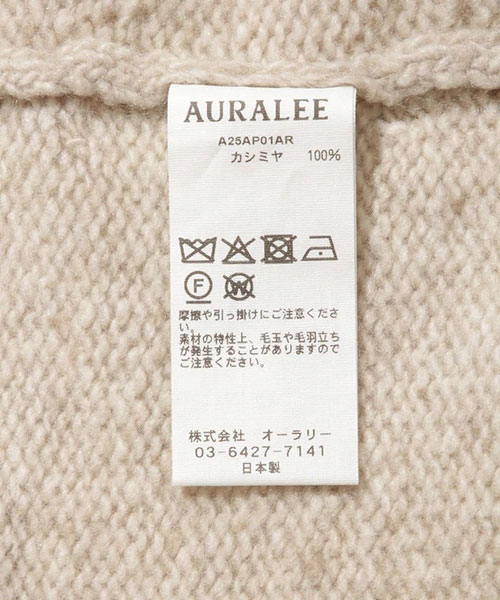 AURALEE
A25AP01AR
カシミヤ 100%
F W
摩擦や引っ掛けにご注意くださ
い。
素材の特性上、毛玉や毛羽立ち
が発生することがありますので
ご注意ください。
株式会社 オーラリー
03-6427-7141
日本製